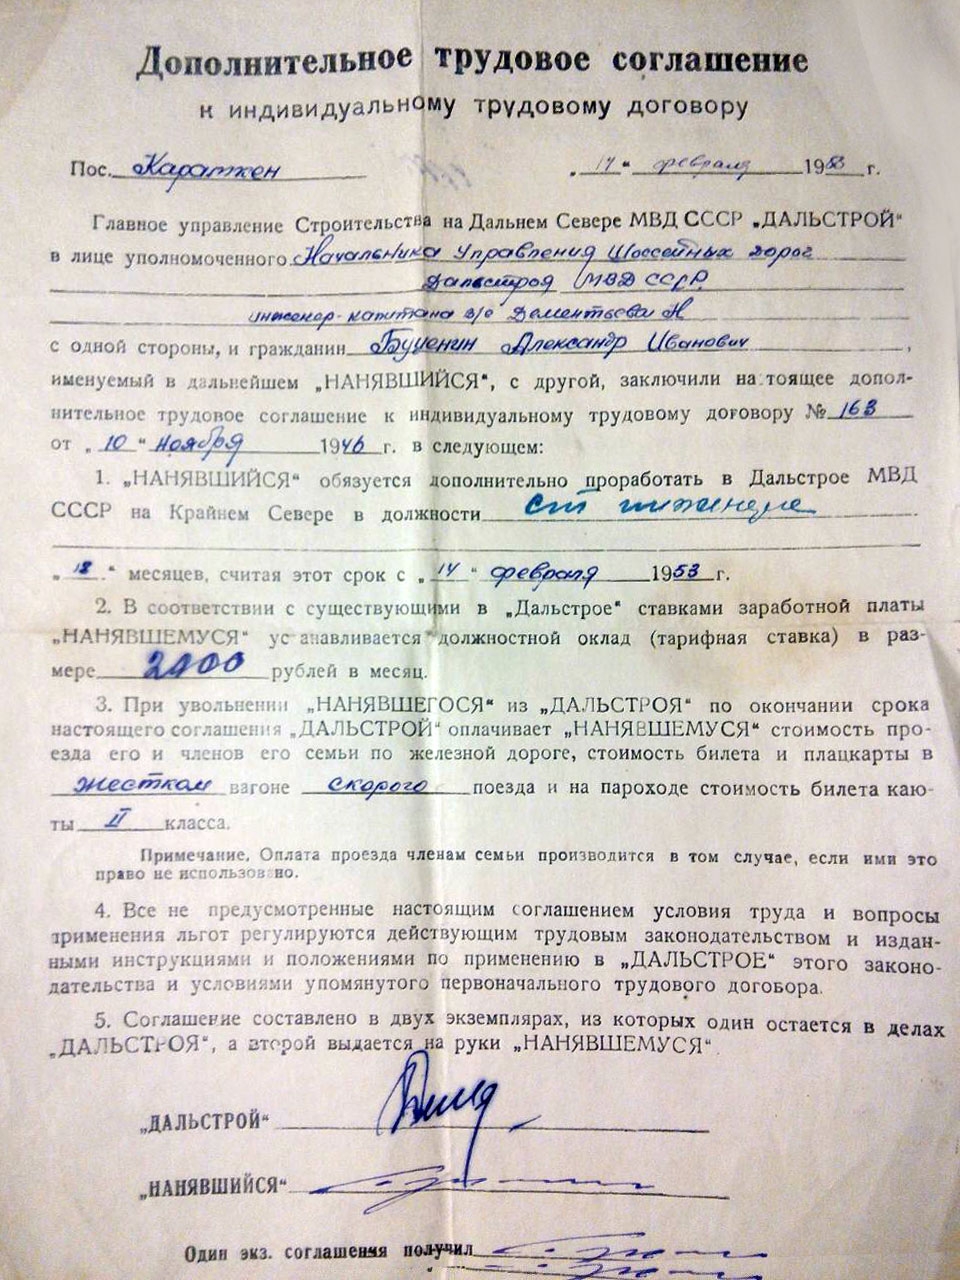 Дополнительное трудовое соглашение
к индивидуальному трудовому договору
Пос. Караткен „14“ февраля 1953 г.
Главное управление Строительства на Дальнем Севере МВД СССР „ДАЛЬСТРОЙ“
в лице уполномоченного Начальника Управления Шоссейных дорог
Дальстроя МВД СССР
инженер-капитана в/с Дементьева Н
с одной стороны, и гражданин Буценин Александр Иванович,
именуемый в дальнейшем „НАНЯВШИЙСЯ“, с другой, заключили настоящее допол-
нительное трудовое соглашение к индивидуальному трудовому договору № 163
от „10“ ноября 1946 г. в следующем:
1. „НАНЯВШИЙСЯ“ обязуется дополнительно проработать в Дальстрое МВД
СССР на Крайнем Севере в должности ст инженера
„18“ месяцев, считая этот срок с „14“ февраля 1953 г.
2. В соответствии с существующими в „Дальстрое“ ставками заработной платы
„НАНЯВШЕМУСЯ“ устанавливается должностной оклад (тарифная ставка) в раз-
мере 2400 рублей в месяц.
3. При увольнении „НАНЯВШЕГОСЯ“ из „ДАЛЬСТРОЯ“ по окончании срока
настоящего соглашения „ДАЛЬСТРОЙ“ оплачивает „НАНЯВШЕМУСЯ“ стоимость про-
езда его и членов его семьи по железной дороге, стоимость билета и плацкарты в
жестком вагоне скорого поезда и на пароходе стоимость билета каю-
ты II класса.
Примечание. Оплата проезда членам семьи производится в том случае, если ими это
право не использовано.
4. Все не предусмотренные настоящим соглашением условия труда и вопросы
применения льгот регулируются действующим трудовым законодательством и издан-
ными инструкциями и положениями по применению в „ДАЛЬСТРОЕ“ этого законо-
дательства и условиями упомянутого первоначального трудового договора.
5. Соглашение составлено в двух экземплярах, из которых один остается в делах
„ДАЛЬСТРОЯ“, а второй выдается на руки „НАНЯВШЕМУСЯ“.
„ДАЛЬСТРОЙ“
„НАНЯВШИЙСЯ“
Один экз. соглашения получил